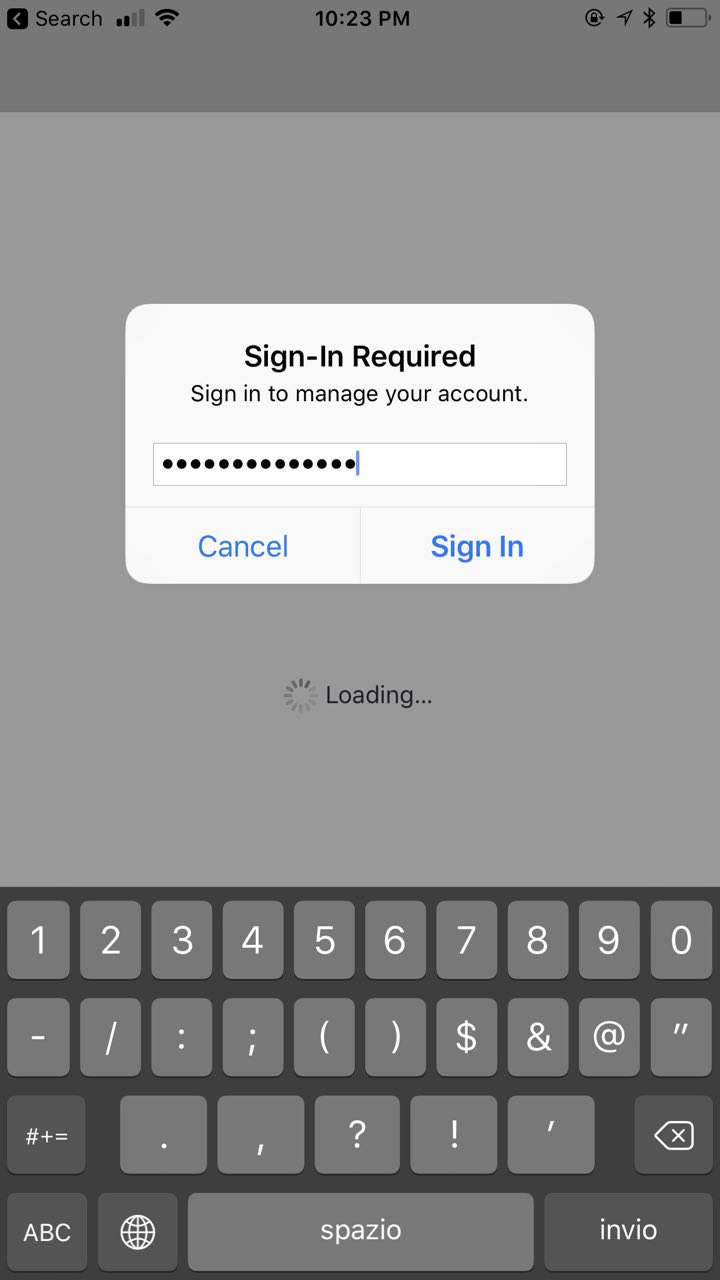 Search 10:23 PM
Sign-In Required
Sign in to manage your account.
••••••••••••••
Cancel Sign In
Loading...
1 2 3 4 5 6 7 8 9 0
- / : ; ( ) $ & @ "
#+= . , ? ! '
ABC spazio invio